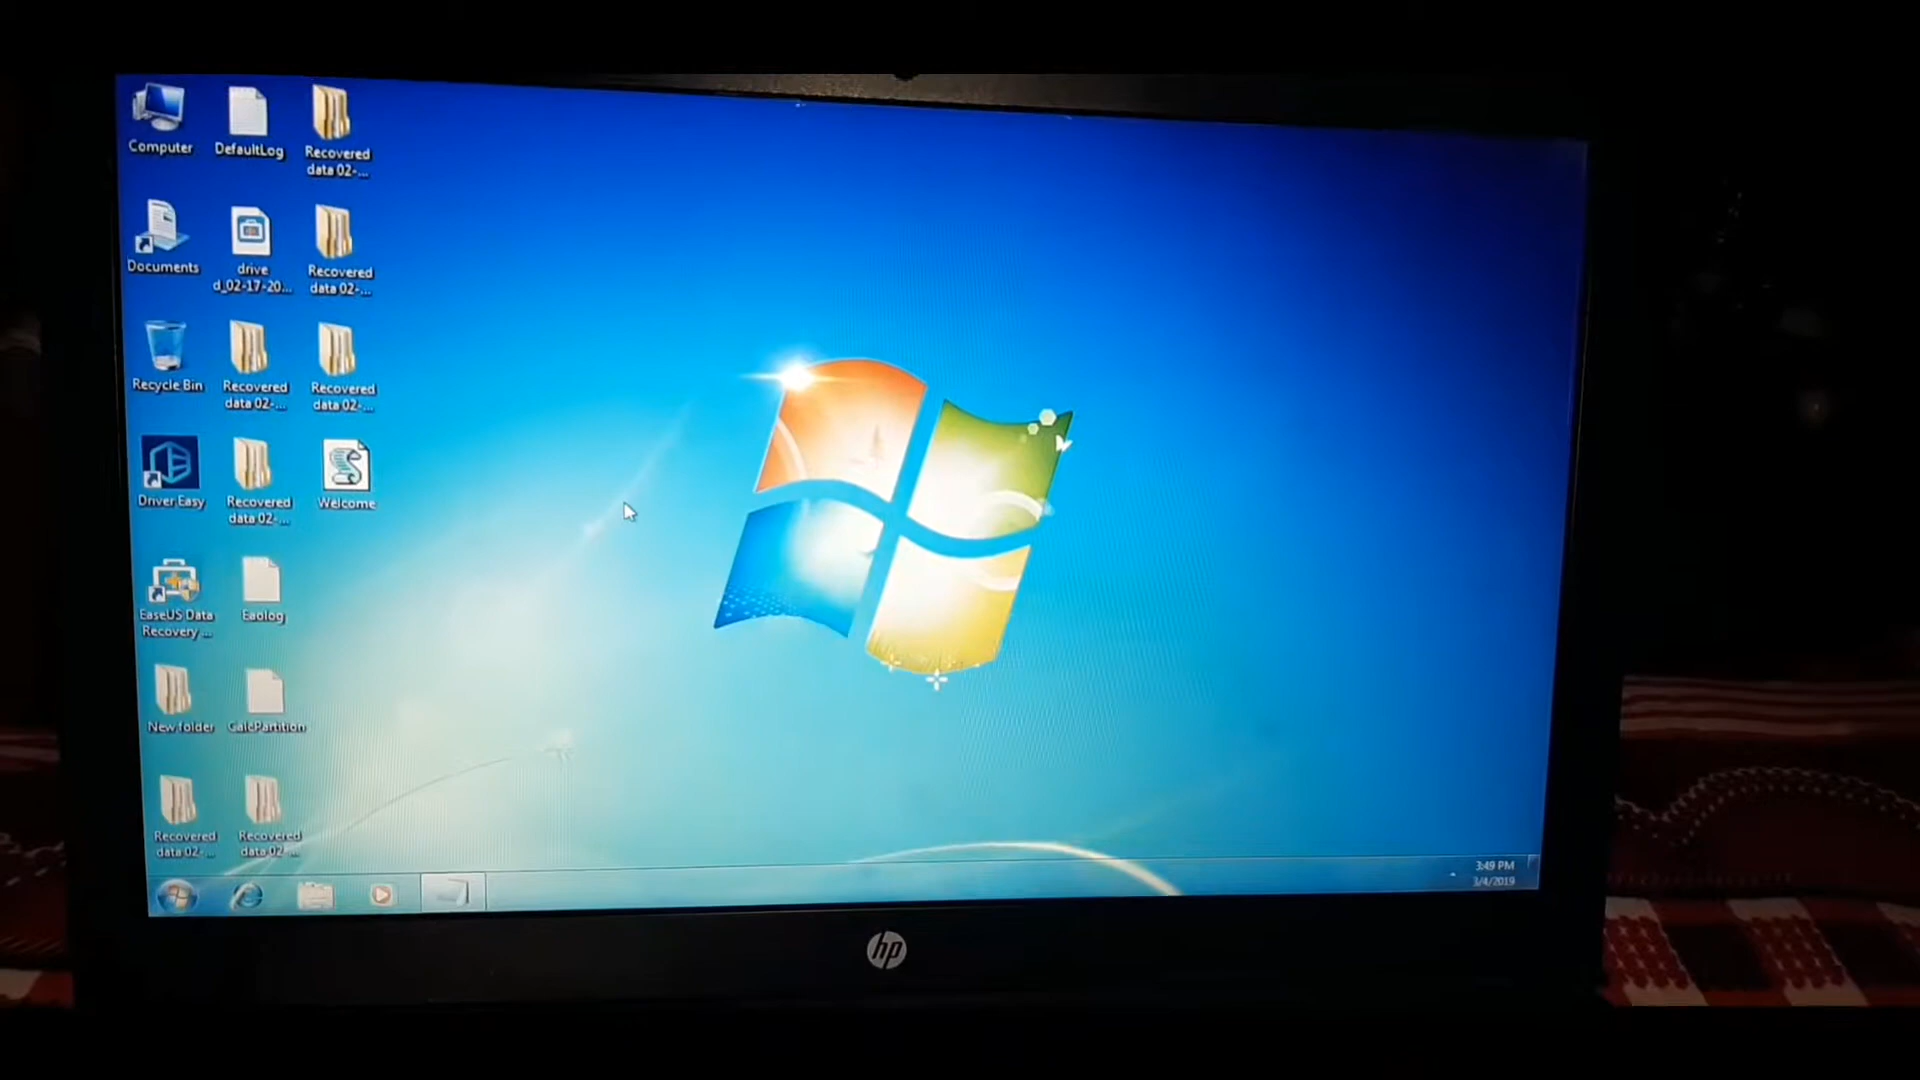 Computer
DefaultLog
Recovered
data 02-...
Documents
drive
d_02-17-20...
Recovered
data 02-...
Recycle Bin
Recovered
data 02-...
Recovered
data 02-...
Driver Easy
Recovered
data 02-...
Welcome
EaseUS Data
Recovery ...
Eaolog
New folder
CalcPartition
Recovered
data 02-...
Recovered
data 02-...
3:49 PM
3/4/2019
hp